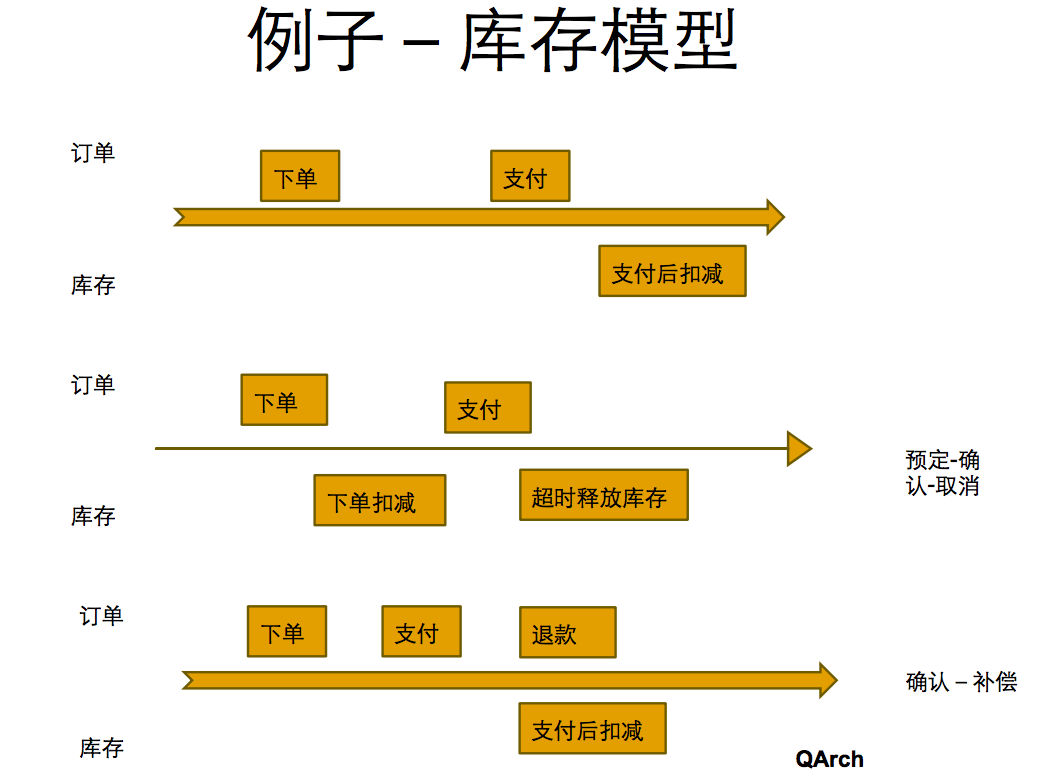 例子 – 库存模型
订单
下单
支付
库存
支付后扣减
订单
下单
支付
预定-确
认-取消
库存
下单扣减
超时释放库存
订单
下单
支付
退款
确认 – 补偿
库存
支付后扣减
QArch